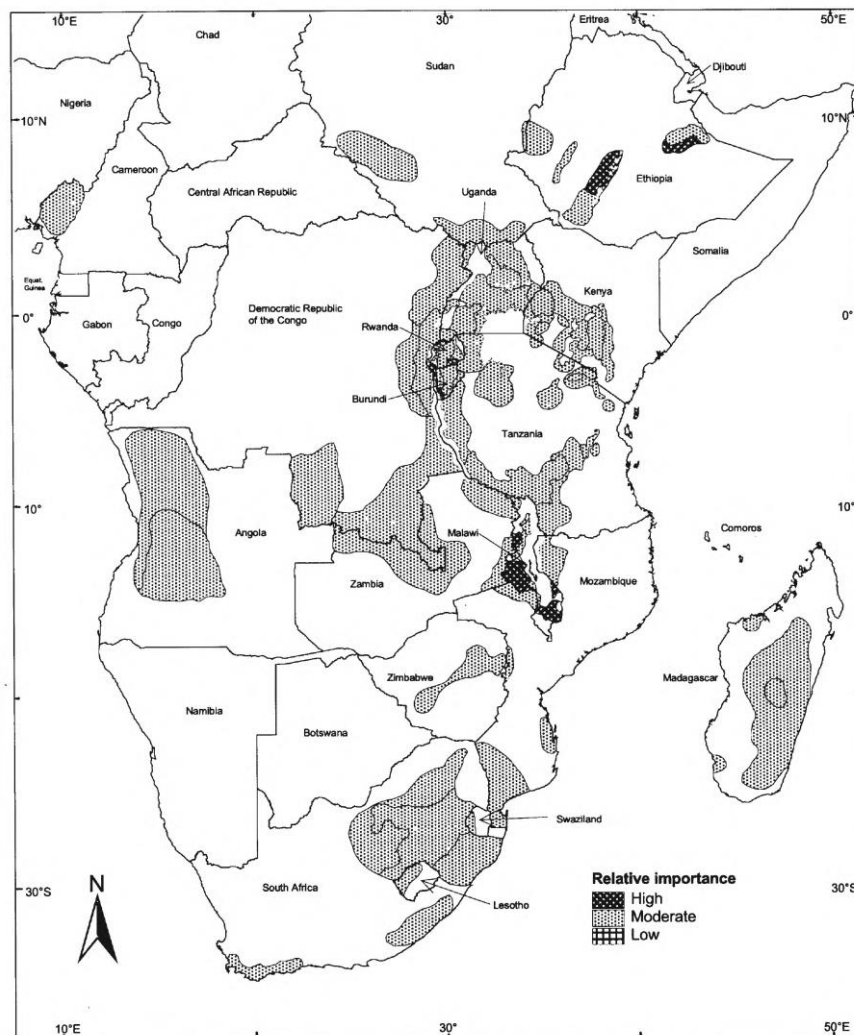 10°E
30°
50°E
Eritrea
Chad
Sudan
Djibouti
Nigeria
10°N
10°
Cameroon
Ethiopia
Central African Republic
Uganda
Somalia
Equat.
Guinea
Kenya
Democratic Republic
of the Congo
0°
0°
Gabon
Congo
Rwanda
Burundi
Tanzania
10°
10°
Angola
Malawi
Comoros
Zambia
Mozambique
Zimbabwe
Madagascar
Namibia
Botswana
Swaziland
Relative importance
High
Moderate
Low
N
30°S
South Africa
Lesotho
30°S
10°E
30°
50°E